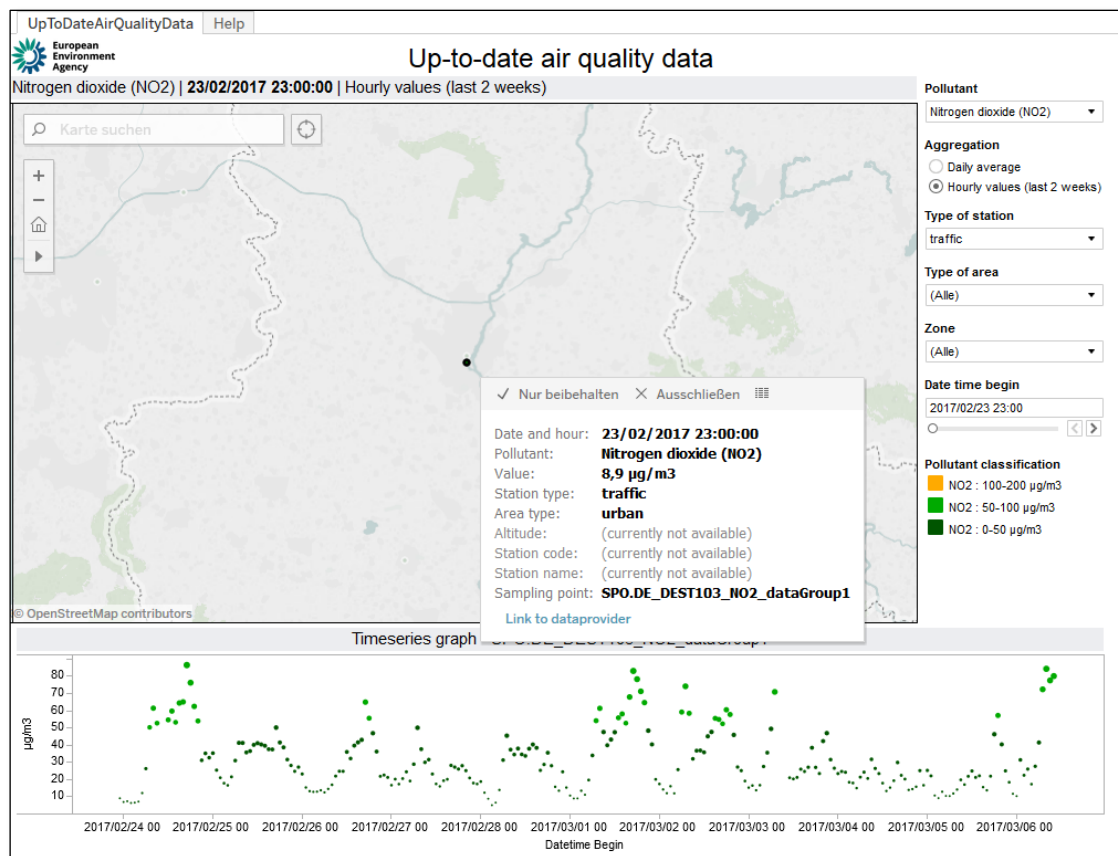 UpToDateAirQualityData Help
European
Environment
Agency
Up-to-date air quality data
Nitrogen dioxide (NO2) | 23/02/2017 23:00:00 | Hourly values (last 2 weeks)
Karte suchen
+
−
© OpenStreetMap contributors
Nur beibehalten Ausschließen
Date and hour: 23/02/2017 23:00:00
Pollutant: Nitrogen dioxide (NO2)
Value: 8,9 µg/m3
Station type: traffic
Area type: urban
Altitude: (currently not available)
Station code: (currently not available)
Station name: (currently not available)
Sampling point: SPO.DE_DEST103_NO2_dataGroup1
Link to dataprovider
Pollutant
Nitrogen dioxide (NO2)
Aggregation
Daily average
Hourly values (last 2 weeks)
Type of station
traffic
Type of area
(Alle)
Zone
(Alle)
Date time begin
2017/02/23 23:00
Pollutant classification
NO2 : 100-200 µg/m3
NO2 : 50-100 µg/m3
NO2 : 0-50 µg/m3
Timeseries graph
µg/m3
80
70
60
50
40
30
20
10
2017/02/24 00 2017/02/25 00 2017/02/26 00 2017/02/27 00 2017/02/28 00 2017/03/01 00 2017/03/02 00 2017/03/03 00 2017/03/04 00 2017/03/05 00 2017/03/06 00
Datetime Begin